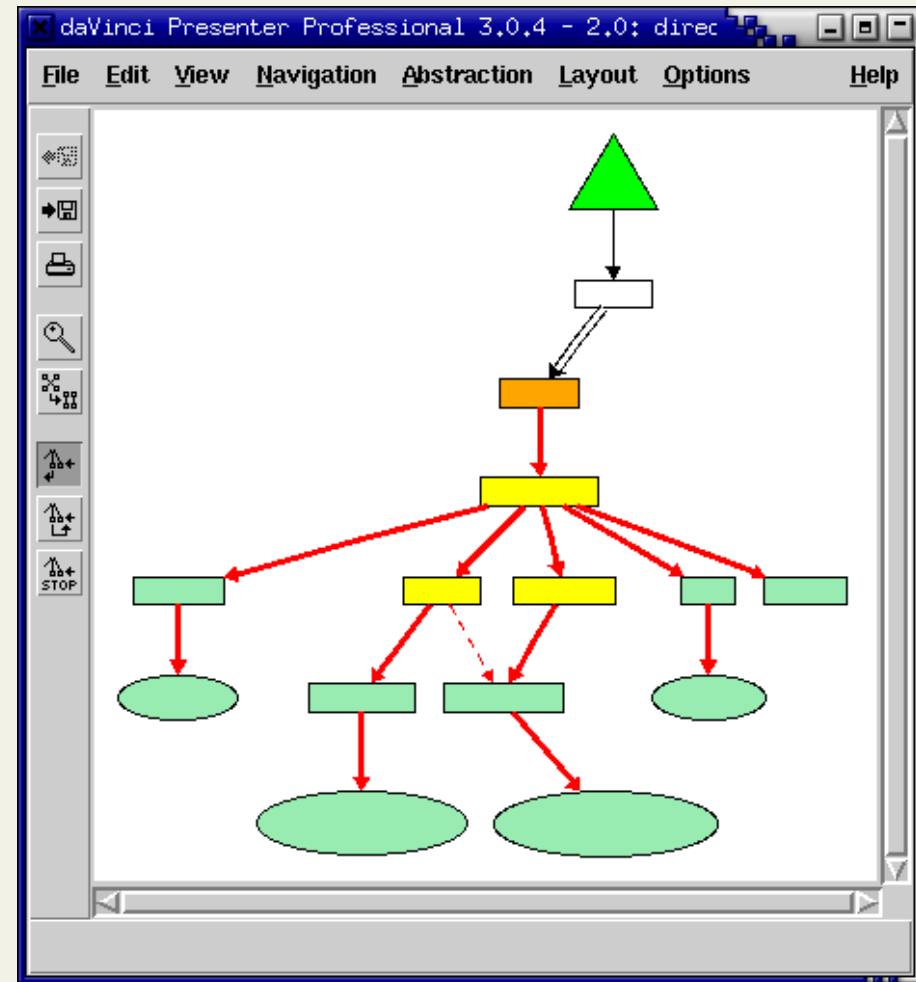 daVinci Presenter Professional 3.0.4 - 2.0: direc
File Edit View Navigation Abstraction Layout Options Help
STOP